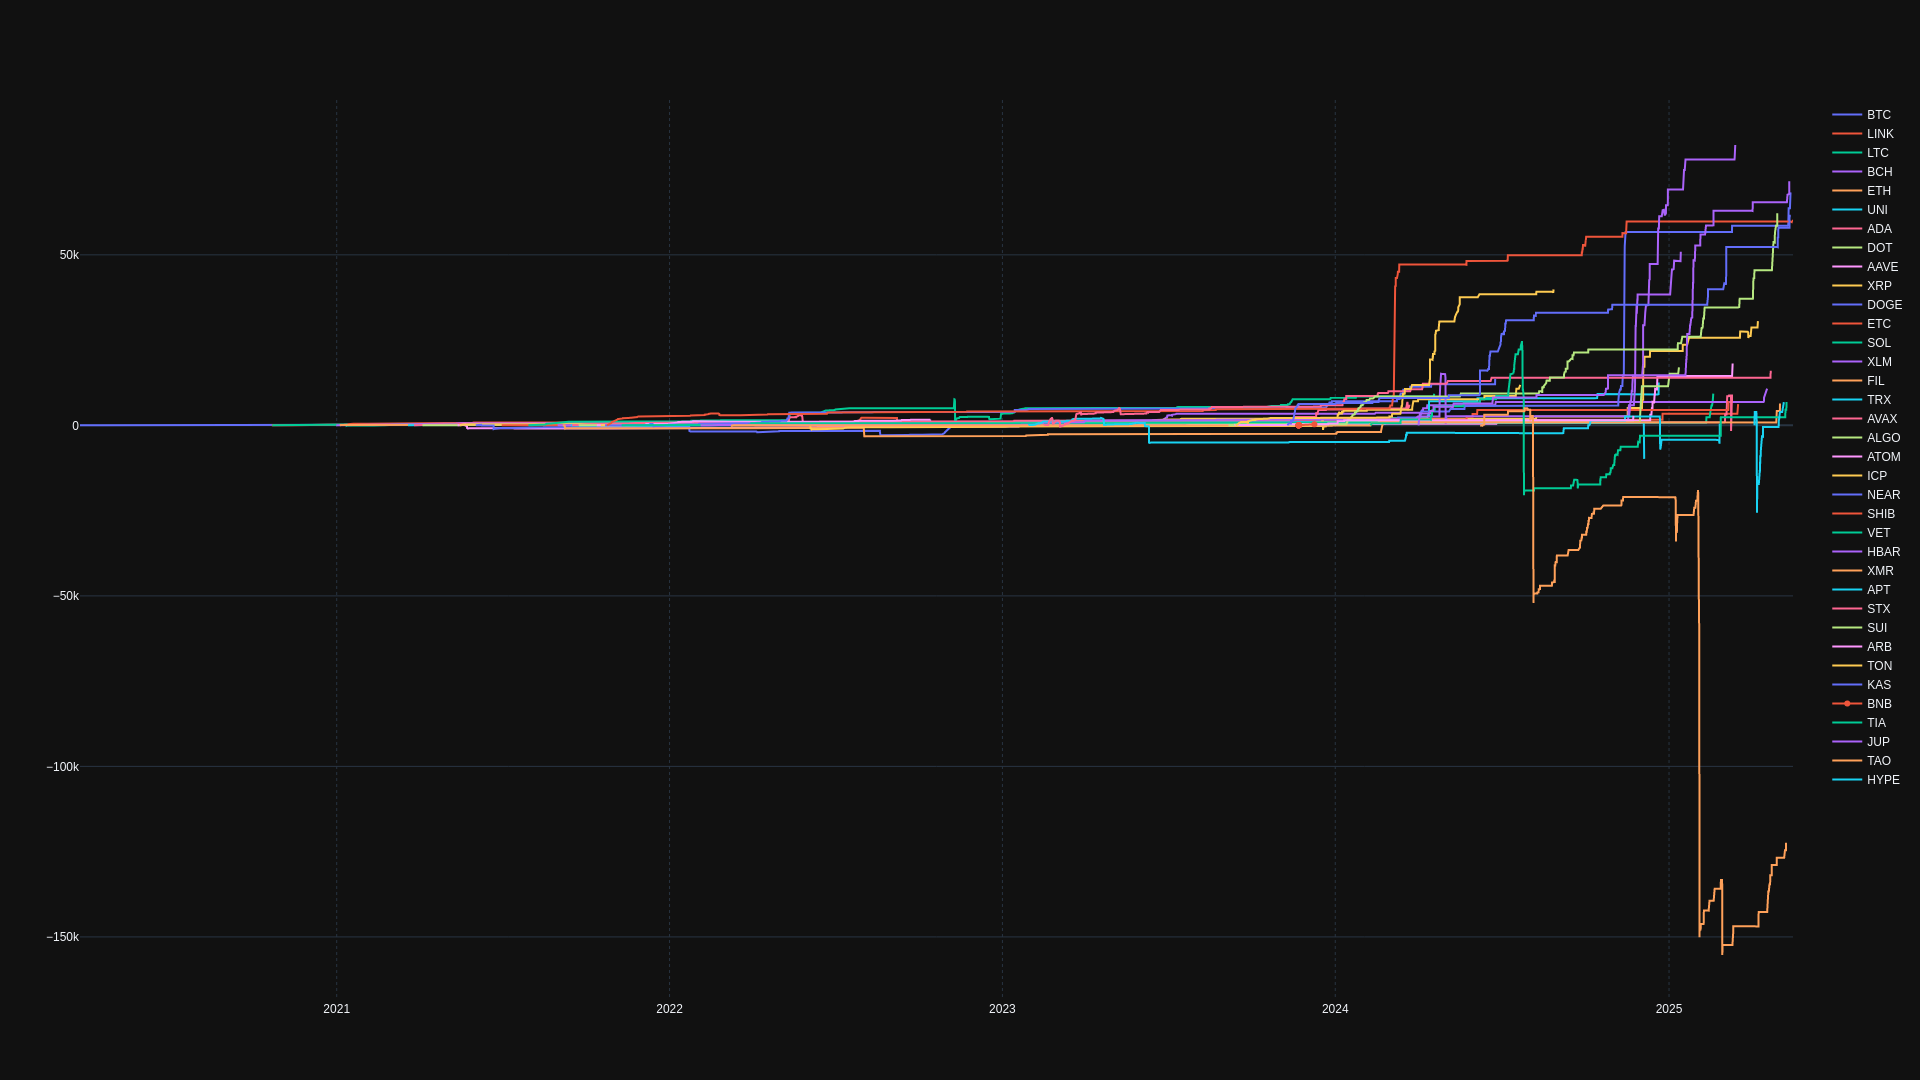 50k
0
−50k
−100k
−150k
2021
2022
2023
2024
2025
BTC
LINK
LTC
BCH
ETH
UNI
ADA
DOT
AAVE
XRP
DOGE
ETC
SOL
XLM
FIL
TRX
AVAX
ALGO
ATOM
ICP
NEAR
SHIB
VET
HBAR
XMR
APT
STX
SUI
ARB
TON
KAS
BNB
TIA
JUP
TAO
HYPE